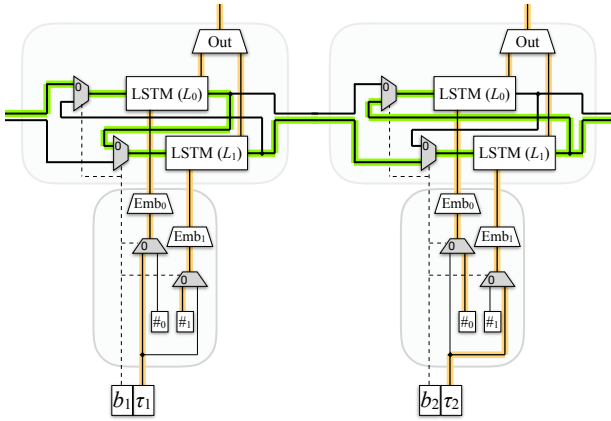 Out Out
0 LSTM (L₀) 0 LSTM (L₀)
0 LSTM (L₁) 0 LSTM (L₁)
Emb₀ Emb₀
Emb₁ Emb₁
0 0
0 0
#₀ #₁ #₀ #₁
b₁ τ₁ b₂ τ₂